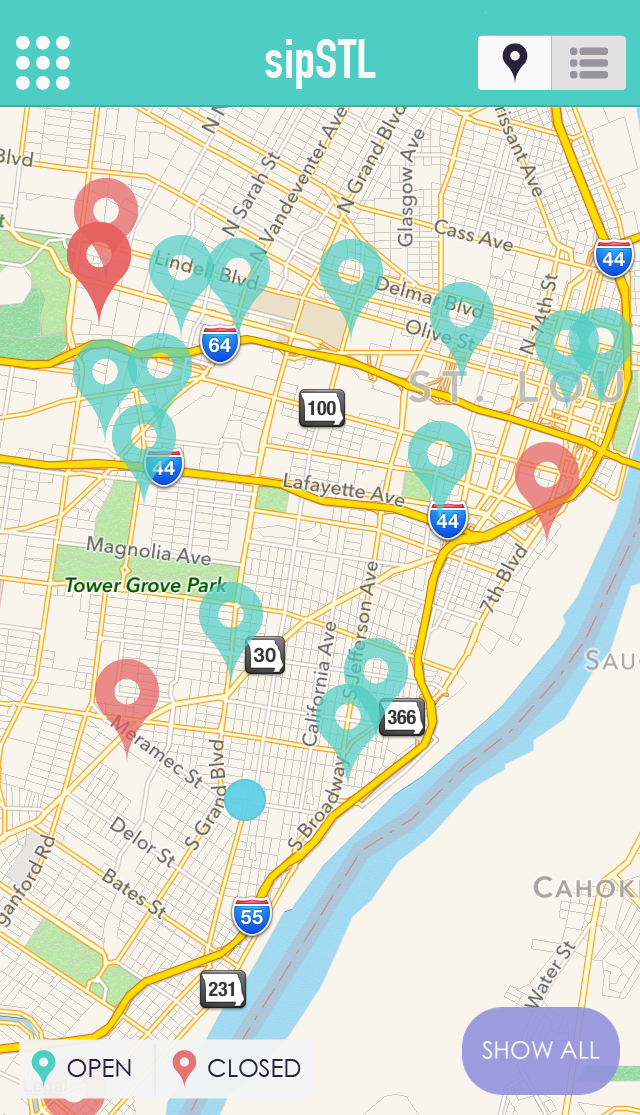 sipSTL
Blvd
N Sarah St
N Vandeventer Ave
N Grand Blvd
Glasgow Ave
Cass Ave
44
Lindell Blvd
Delmar Blvd
Olive St
N 14th St
64
ST. LOU
100
44
Lafayette Ave
44
Magnolia Ave
Tower Grove Park
7th Blvd
30
California Ave
S Jefferson Ave
SAU
366
Meramec St
S Grand Blvd
S Broadway
Delor St
Bates St
ganford Rd
CAHOK
55
Water St
231
OPEN
CLOSED
SHOW ALL